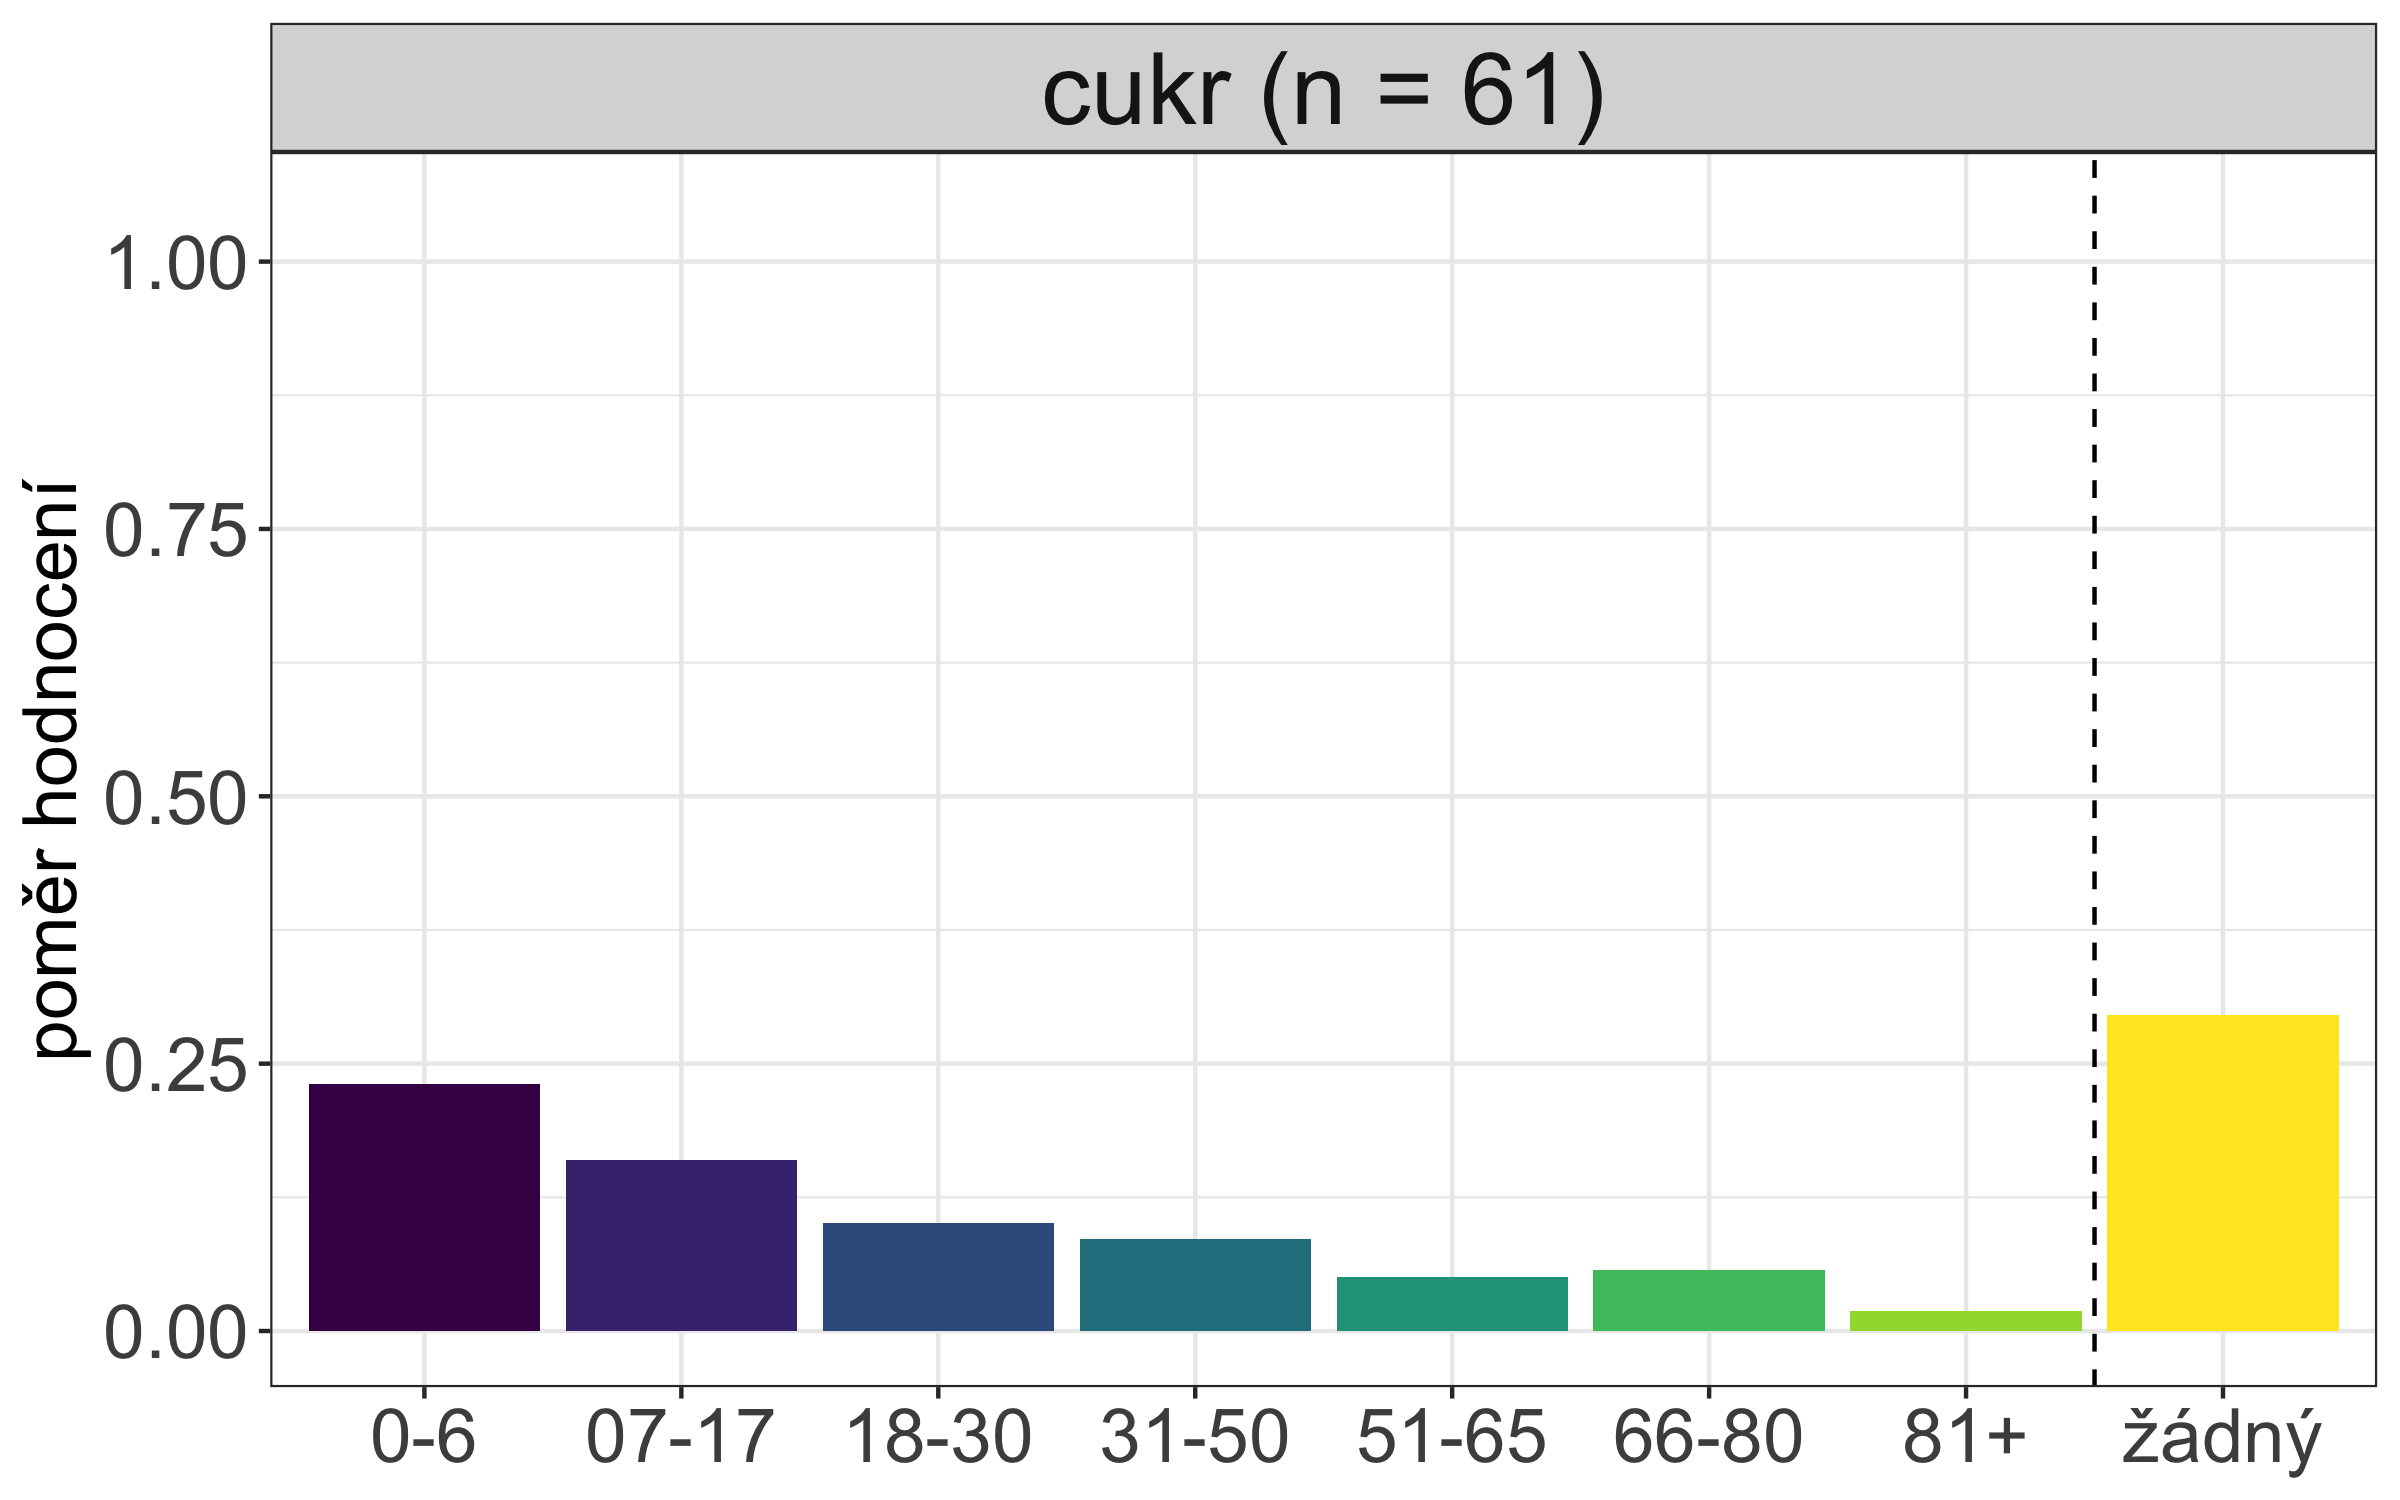 cukr (n = 61)
poměr hodnocení
1.00
0.75
0.50
0.25
0.00
0-6 07-17 18-30 31-50 51-65 66-80 81+ žádný